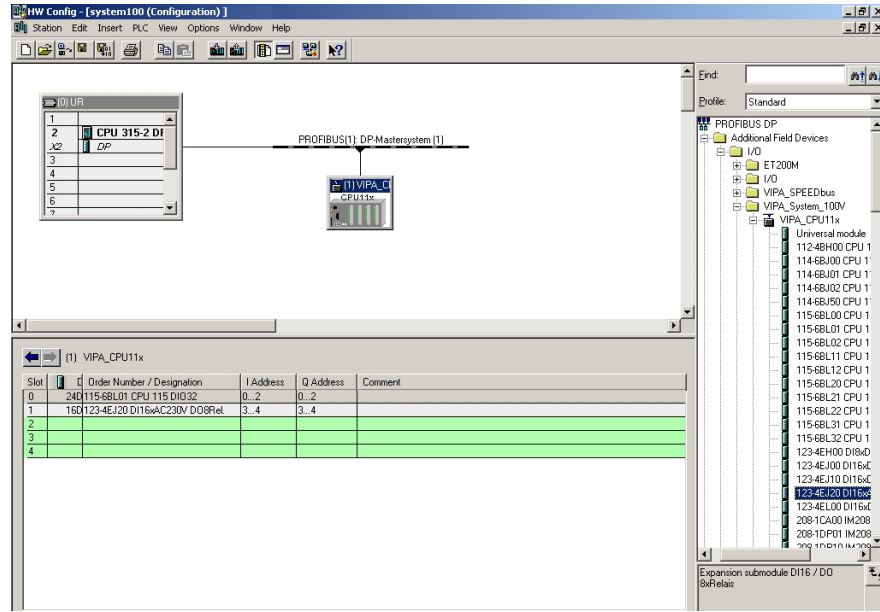 HW Config - [system100 (Configuration) ]
Station Edit Insert PLC View Options Window Help
(0) UR
1
2 CPU 315-2 DP
X2 DP
3
4
5
6
7
PROFIBUS(1): DP-Mastersystem (1)
(1) VIPA_C
CPU11x
Find:
Profile: Standard
PROFIBUS DP
Additional Field Devices
I/O
ET200M
I/O
VIPA_SPEEDbus
VIPA_System_100V
VIPA_CPU11x
Universal module
112-4BH00 CPU 1
114-6BJ00 CPU 1
114-6BJ01 CPU 1
114-6BJ02 CPU 1
114-6BJ50 CPU 1
115-6BL00 CPU 1
115-6BL01 CPU 1
115-6BL02 CPU 1
115-6BL11 CPU 1
115-6BL12 CPU 1
115-6BL20 CPU 1
115-6BL21 CPU 1
115-6BL22 CPU 1
115-6BL31 CPU 1
115-6BL32 CPU 1
123-4EH00 DI8xD
123-4EJ00 DI16xD
123-4EJ10 DI16xD
123-4EJ20 DI16xA
123-4EL00 DI16xD
208-1CA00 IM208
208-1DP01 IM208
208-1DP10 IM208
Expansion submodule DI16 / DO
8xRelais
(1) VIPA_CPU11x
Slot D Order Number / Designation I Address Q Address Comment
0 24D 115-6BL01 CPU 115 DIO32 0...2 0...2
1 16D 123-4EJ20 DI16xAC230V DO8Rel. 3...4 3...4
2
3
4